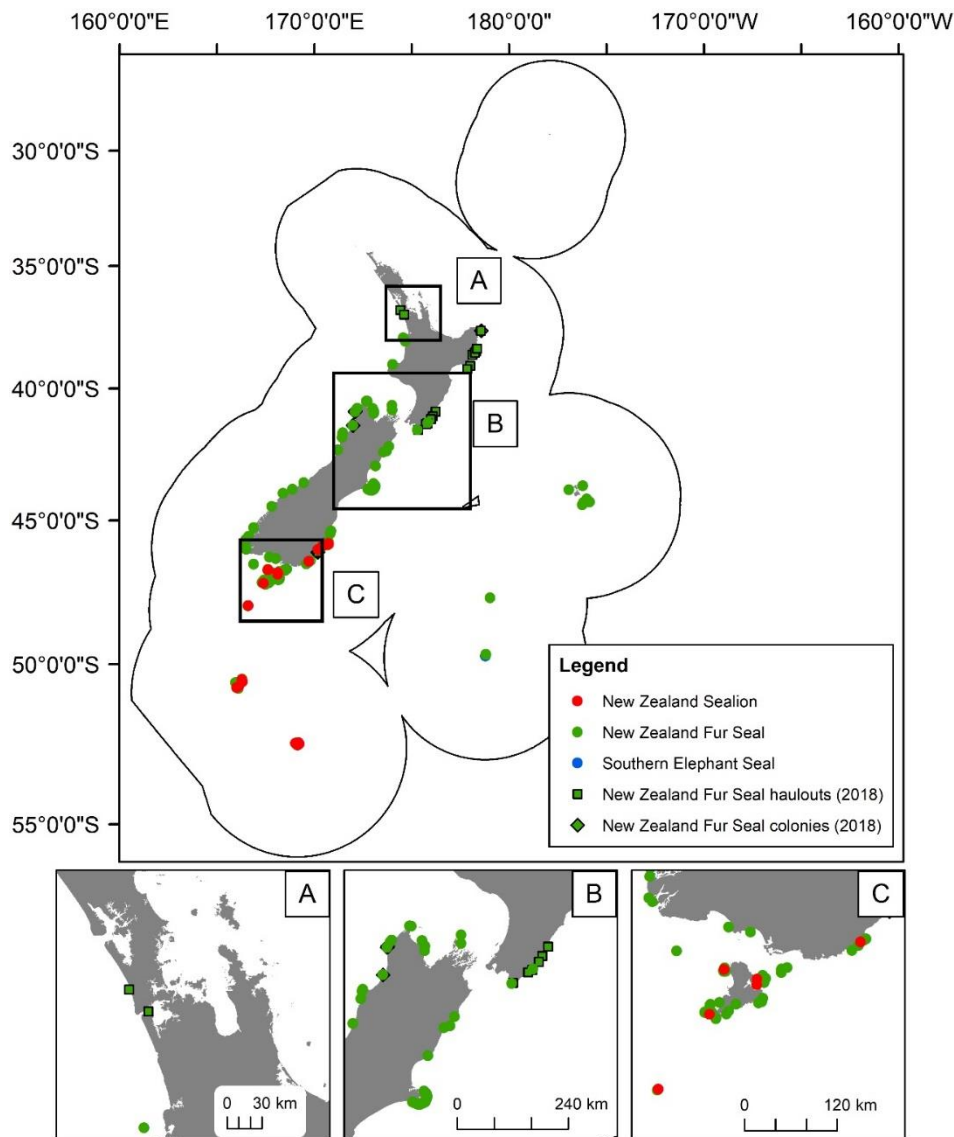 160°0'0"E 170°0'0"E 180°0'0" 170°0'0"W 160°0'0"W
30°0'0"S
35°0'0"S
A
40°0'0"S
B
45°0'0"S
C
50°0'0"S
Legend
New Zealand Sealion
New Zealand Fur Seal
Southern Elephant Seal
New Zealand Fur Seal haulouts (2018)
New Zealand Fur Seal colonies (2018)
55°0'0"S
A
0 30 km
B
0 240 km
C
0 120 km